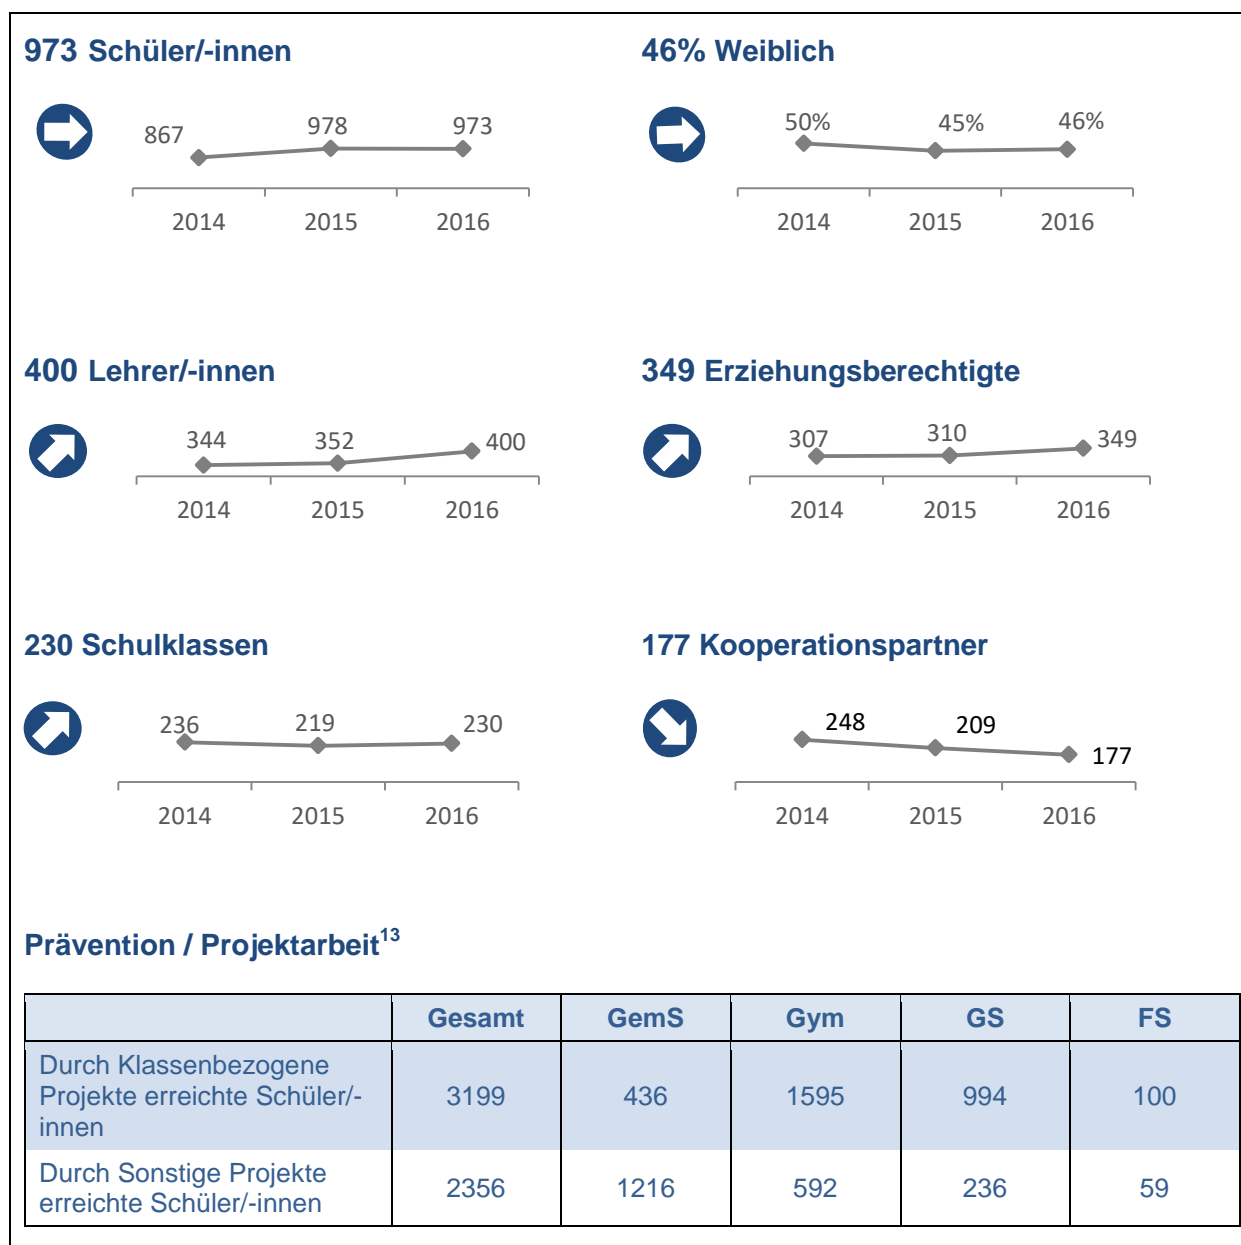 973 Schüler/-innen
867 978 973
2014 2015 2016
46% Weiblich
50% 45% 46%
2014 2015 2016
400 Lehrer/-innen
344 352 400
2014 2015 2016
349 Erziehungsberechtigte
307 310 349
2014 2015 2016
230 Schulklassen
236 219 230
2014 2015 2016
177 Kooperationspartner
248 209 177
2014 2015 2016
Prävention / Projektarbeit13
Gesamt GemS Gym GS FS
Durch Klassenbezogene
Projekte erreichte Schüler/-
innen
3199 436 1595 994 100
Durch Sonstige Projekte
erreichte Schüler/-innen
2356 1216 592 236 59